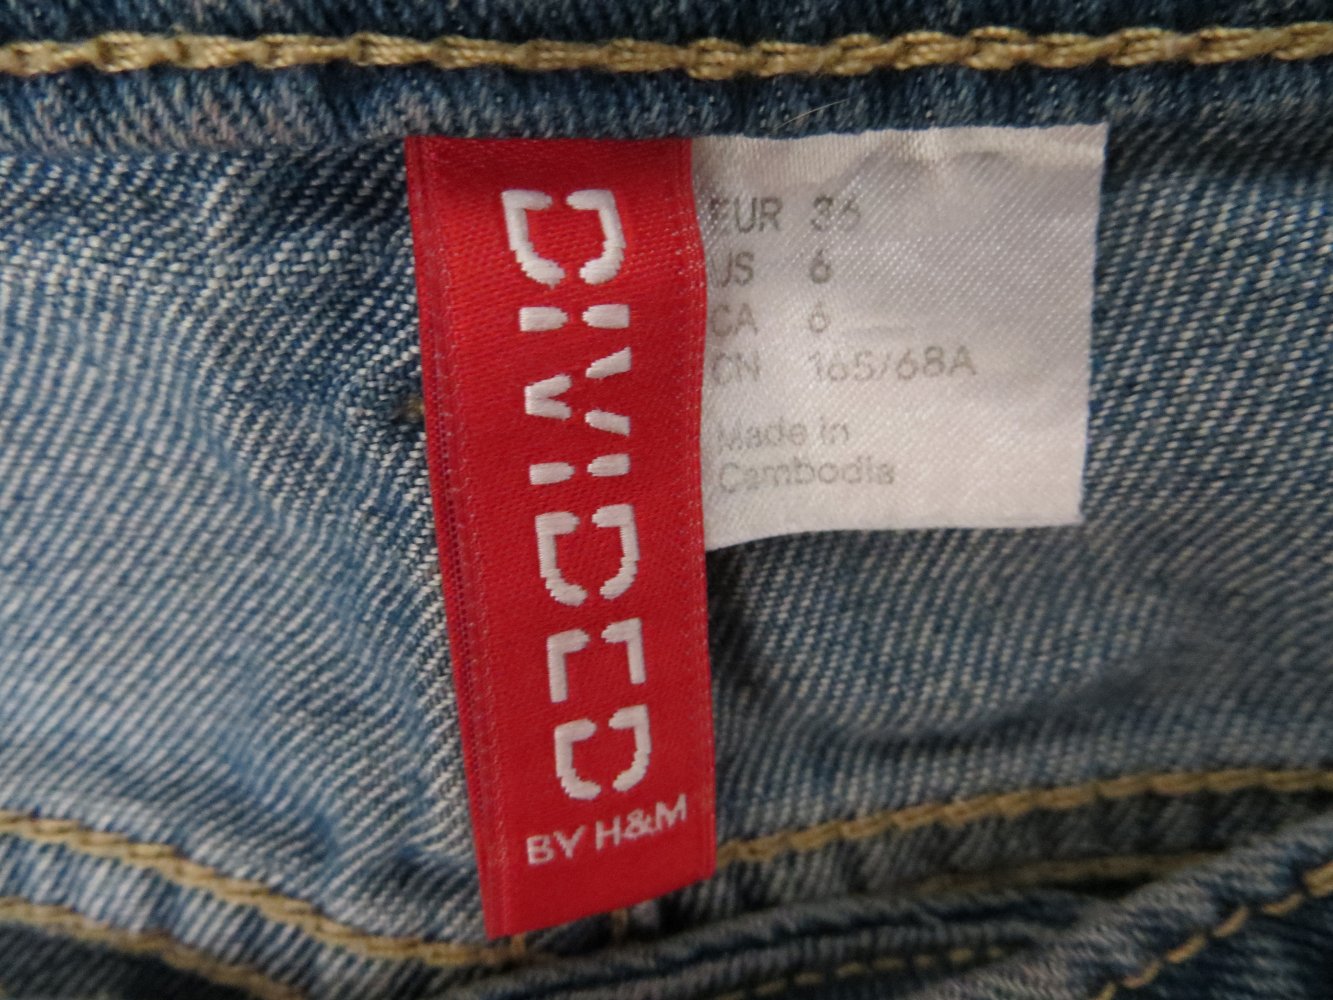 DIVIDED
BY H&M
EUR 36
US 6
CA 6
CN 165/68A
Made in
Cambodia